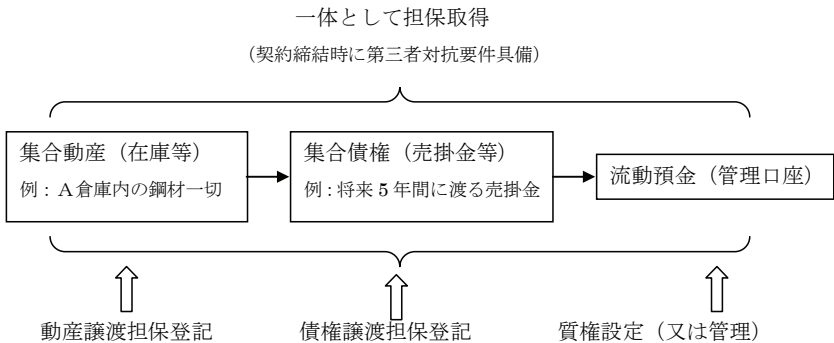 一体として担保取得
(契約締結時に第三者対抗要件具備)
集合動産(在庫等)
例:A倉庫内の鋼材一切
集合債権(売掛金等)
例:将来5年間に渡る売掛金
流動預金(管理口座)
動産譲渡担保登記
債権譲渡担保登記
質権設定(又は管理)